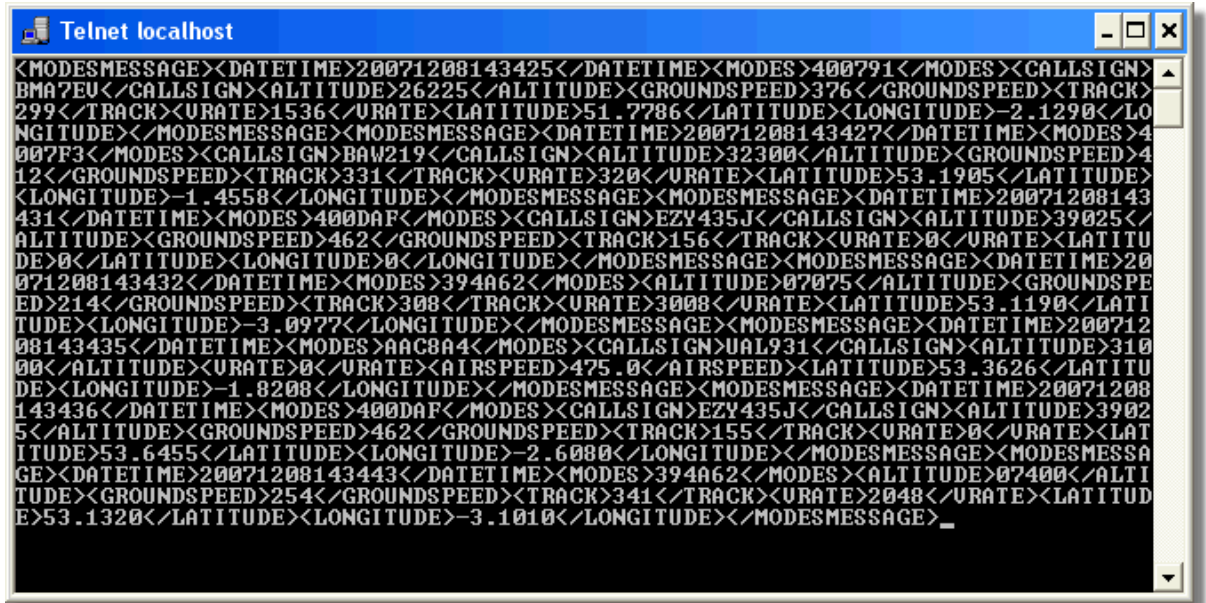 Telnet localhost
<MODESMESSAGE><DATETIME>20071208143425</DATETIME><MODES>400791</MODES><CALLSIGN>
BMA7EV</CALLSIGN><ALTITUDE>26225</ALTITUDE><GROUNDSPEED>376</GROUNDSPEED><TRACK>
299</TRACK><VRATE>1536</VRATE><LATITUDE>51.7786</LATITUDE><LONGITUDE>-2.1290</LO
NGITUDE></MODESMESSAGE><MODESMESSAGE><DATETIME>20071208143427</DATETIME><MODES>4
007F3</MODES><CALLSIGN>BAW219</CALLSIGN><ALTITUDE>32300</ALTITUDE><GROUNDSPEED>4
12</GROUNDSPEED><TRACK>331</TRACK><VRATE>320</VRATE><LATITUDE>53.1905</LATITUDE>
<LONGITUDE>-1.4558</LONGITUDE></MODESMESSAGE><MODESMESSAGE><DATETIME>20071208143
431</DATETIME><MODES>400DAF</MODES><CALLSIGN>EZY435J</CALLSIGN><ALTITUDE>39025</
ALTITUDE><GROUNDSPEED>462</GROUNDSPEED><TRACK>156</TRACK><VRATE>0</VRATE><LATITU
DE>0</LATITUDE><LONGITUDE>0</LONGITUDE></MODESMESSAGE><MODESMESSAGE><DATETIME>20
071208143432</DATETIME><MODES>394A62</MODES><ALTITUDE>07075</ALTITUDE><GROUNDSPE
ED>214</GROUNDSPEED><TRACK>308</TRACK><VRATE>3008</VRATE><LATITUDE>53.1190</LATI
TUDE><LONGITUDE>-3.0977</LONGITUDE></MODESMESSAGE><MODESMESSAGE><DATETIME>200712
08143435</DATETIME><MODES>AAC8A4</MODES><CALLSIGN>UAL931</CALLSIGN><ALTITUDE>310
00</ALTITUDE><VRATE>0</VRATE><AIRSPEED>475.0</AIRSPEED><LATITUDE>53.3626</LATITU
DE><LONGITUDE>-1.8208</LONGITUDE></MODESMESSAGE><MODESMESSAGE><DATETIME>20071208
143436</DATETIME><MODES>400DAF</MODES><CALLSIGN>EZY435J</CALLSIGN><ALTITUDE>3902
5</ALTITUDE><GROUNDSPEED>462</GROUNDSPEED><TRACK>155</TRACK><VRATE>0</VRATE><LAT
ITUDE>53.6455</LATITUDE><LONGITUDE>-2.6080</LONGITUDE></MODESMESSAGE><MODESMESSA
GE><DATETIME>20071208143443</DATETIME><MODES>394A62</MODES><ALTITUDE>07400</ALTI
TUDE><GROUNDSPEED>254</GROUNDSPEED><TRACK>341</TRACK><VRATE>2048</VRATE><LATITUD
E>53.1320</LATITUDE><LONGITUDE>-3.1010</LONGITUDE></MODESMESSAGE>_